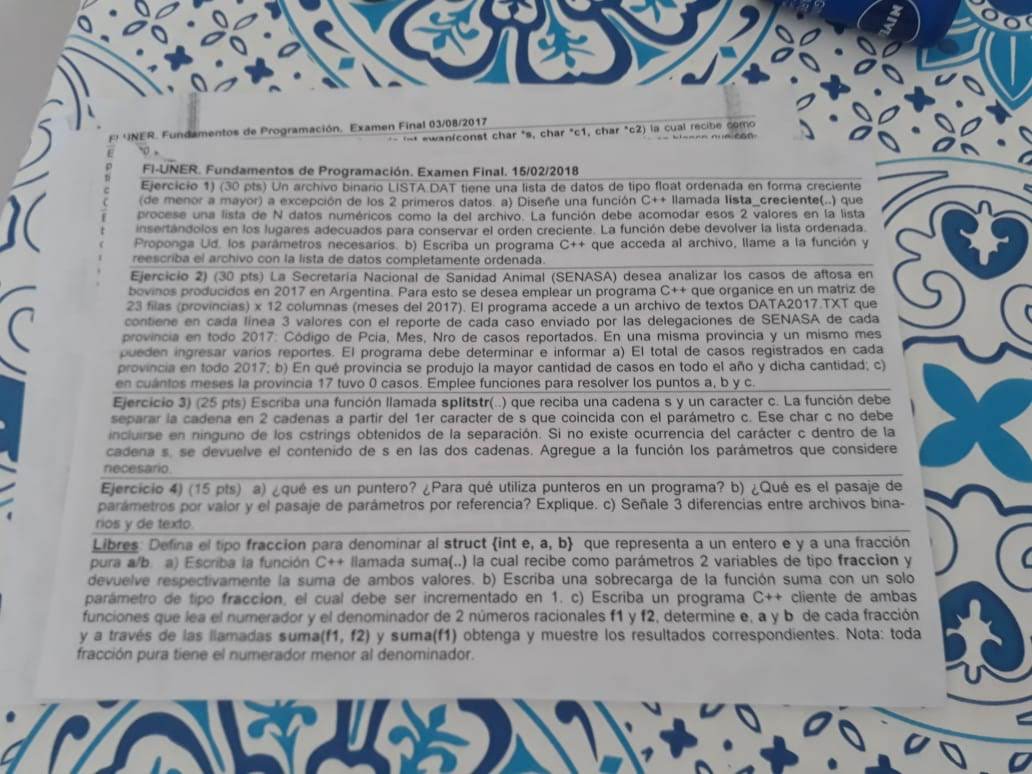 NIVE
FI-UNER. Fundamentos de Programación. Examen Final 03/08/2017
const char *s, char *c1, char *c2) la cual recibe como
FI-UNER. Fundamentos de Programación. Examen Final. 15/02/2018
Ejercicio 1) (30 pts) Un archivo binario LISTA.DAT tiene una lista de datos de tipo float ordenada en forma creciente
(de menor a mayor) a excepción de los 2 primeros datos. a) Diseñe una función C++ llamada lista_creciente(..) que
procese una lista de N datos numéricos como la del archivo. La función debe acomodar esos 2 valores en la lista
insertándolos en los lugares adecuados para conservar el orden creciente. La función debe devolver la lista ordenada.
Proponga Ud. los parámetros necesarios. b) Escriba un programa C++ que acceda al archivo, llame a la función y
reescriba el archivo con la lista de datos completamente ordenada.
Ejercicio 2) (30 pts) La Secretaría Nacional de Sanidad Animal (SENASA) desea analizar los casos de aftosa en
bovinos producidos en 2017 en Argentina. Para esto se desea emplear un programa C++ que organice en un matriz de
23 filas (provincias) x 12 columnas (meses del 2017). El programa accede a un archivo de textos DATA2017.TXT que
contiene en cada línea 3 valores con el reporte de cada caso enviado por las delegaciones de SENASA de cada
provincia en todo 2017: Código de Pcia, Mes, Nro de casos reportados. En una misma provincia y un mismo mes
pueden ingresar varios reportes. El programa debe determinar e informar a) El total de casos registrados en cada
provincia en todo 2017; b) En qué provincia se produjo la mayor cantidad de casos en todo el año y dicha cantidad; c)
en cuántos meses la provincia 17 tuvo 0 casos. Emplee funciones para resolver los puntos a, b y c.
Ejercicio 3) (25 pts) Escriba una función llamada splitstr(..) que reciba una cadena s y un caracter c. La función debe
separar la cadena en 2 cadenas a partir del 1er caracter de s que coincida con el parámetro c. Ese char c no debe
incluirse en ninguno de los cstrings obtenidos de la separación. Si no existe ocurrencia del carácter c dentro de la
cadena s, se devuelve el contenido de s en las dos cadenas. Agregue a la función los parámetros que considere
necesario.
Ejercicio 4) (15 pts) a) ¿qué es un puntero? ¿Para qué utiliza punteros en un programa? b) ¿Qué es el pasaje de
parámetros por valor y el pasaje de parámetros por referencia? Explique. c) Señale 3 diferencias entre archivos bina-
rios y de texto.
Libres: Defina el tipo fraccion para denominar al struct {int e, a, b} que representa a un entero e y a una fracción
pura a/b. a) Escriba la función C++ llamada suma(..) la cual recibe como parámetros 2 variables de tipo fraccion y
devuelve respectivamente la suma de ambos valores. b) Escriba una sobrecarga de la función suma con un solo
parámetro de tipo fraccion, el cual debe ser incrementado en 1. c) Escriba un programa C++ cliente de ambas
funciones que lea el numerador y el denominador de 2 números racionales f1 y f2, determine e, a y b de cada fracción
y a través de las llamadas suma(f1, f2) y suma(f1) obtenga y muestre los resultados correspondientes. Nota: toda
fracción pura tiene el numerador menor al denominador.